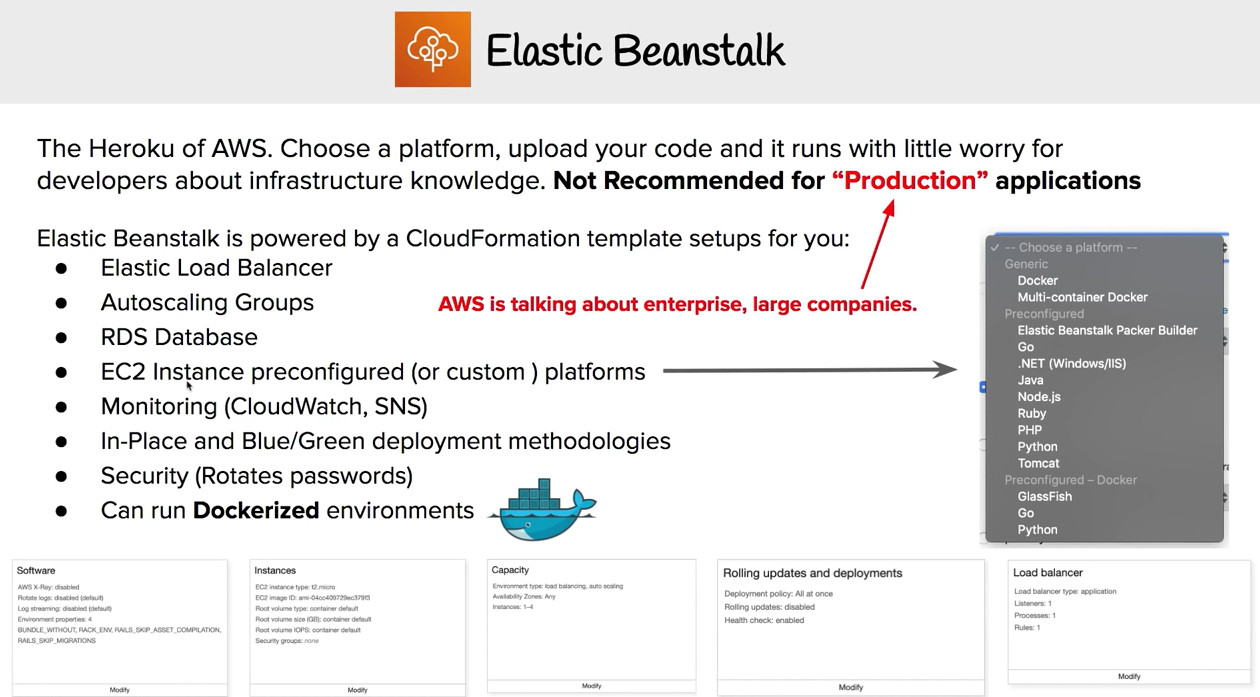 Elastic Beanstalk
The Heroku of AWS. Choose a platform, upload your code and it runs with little worry for
developers about infrastructure knowledge. Not Recommended for “Production” applications
Elastic Beanstalk is powered by a CloudFormation template setups for you:
● Elastic Load Balancer
● Autoscaling Groups
● RDS Database
● EC2 Instance preconfigured (or custom ) platforms
● Monitoring (CloudWatch, SNS)
● In-Place and Blue/Green deployment methodologies
● Security (Rotates passwords)
● Can run Dockerized environments
AWS is talking about enterprise, large companies.
✓ -- Choose a platform --
Generic
Docker
Multi-container Docker
Preconfigured
Elastic Beanstalk Packer Builder
Go
.NET (Windows/IIS)
Java
Node.js
Ruby
PHP
Python
Tomcat
Preconfigured – Docker
GlassFish
Go
Python
Software
AWS X-Ray: disabled
Rotate logs: disabled (default)
Log streaming: disabled (default)
Environment properties: 4
BUNDLE_WITHOUT, RACK_ENV, RAILS_SKIP_ASSET_COMPILATION,
RAILS_SKIP_MIGRATIONS
Modify
Instances
EC2 instance type: t2.micro
EC2 image ID: ami-04cc409729ec379f3
Root volume type: container default
Root volume size (GB): container default
Root volume IOPS: container default
Security groups: none
Modify
Capacity
Environment type: load balancing, auto scaling
Availability Zones: Any
Instances: 1–4
Modify
Rolling updates and deployments
Deployment policy: All at once
Rolling updates: disabled
Health check: enabled
Modify
Load balancer
Load balancer type: application
Listeners: 1
Processes: 1
Rules: 1
Modify